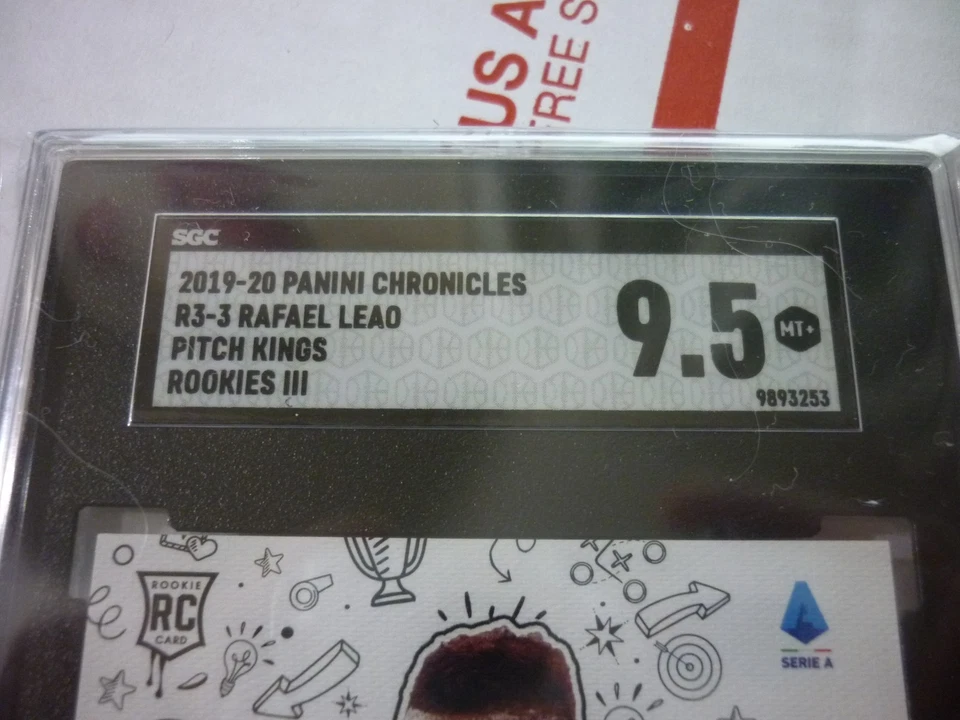 US A
FREE S
SGC
2019-20 PANINI CHRONICLES
R3-3 RAFAEL LEAO
PITCH KINGS
ROOKIES III
9.5
MT+
9893253
ROOKIE
RC
CARD
SERIE A